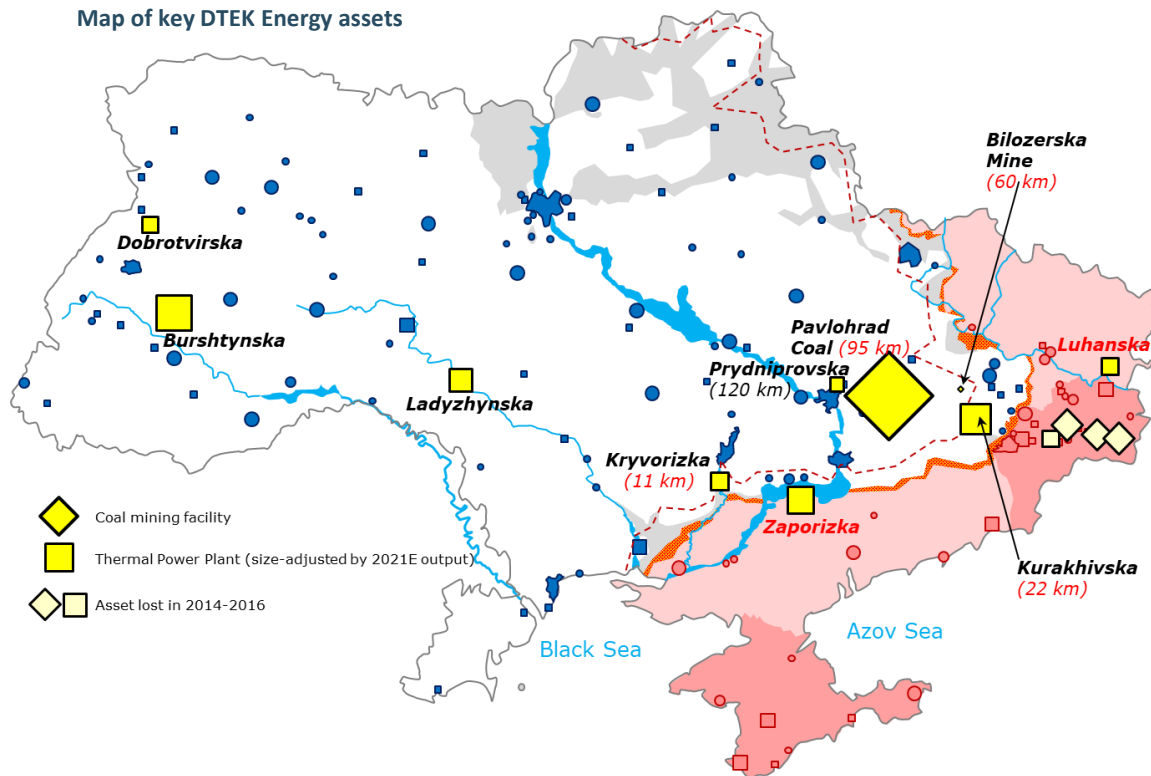 Map of key DTEK Energy assets
Bilozerska
Mine
(60 km)
Dobrotvirska
Burshtynska
Pavlohrad
Coal (95 km)
Luhanska
Prydniprovska
(120 km)
Ladyzhynska
Kryvorizka
(11 km)
Zaporizka
Coal mining facility
Thermal Power Plant (size-adjusted by 2021E output)
Kurakhivska
(22 km)
Asset lost in 2014-2016
Azov Sea
Black Sea